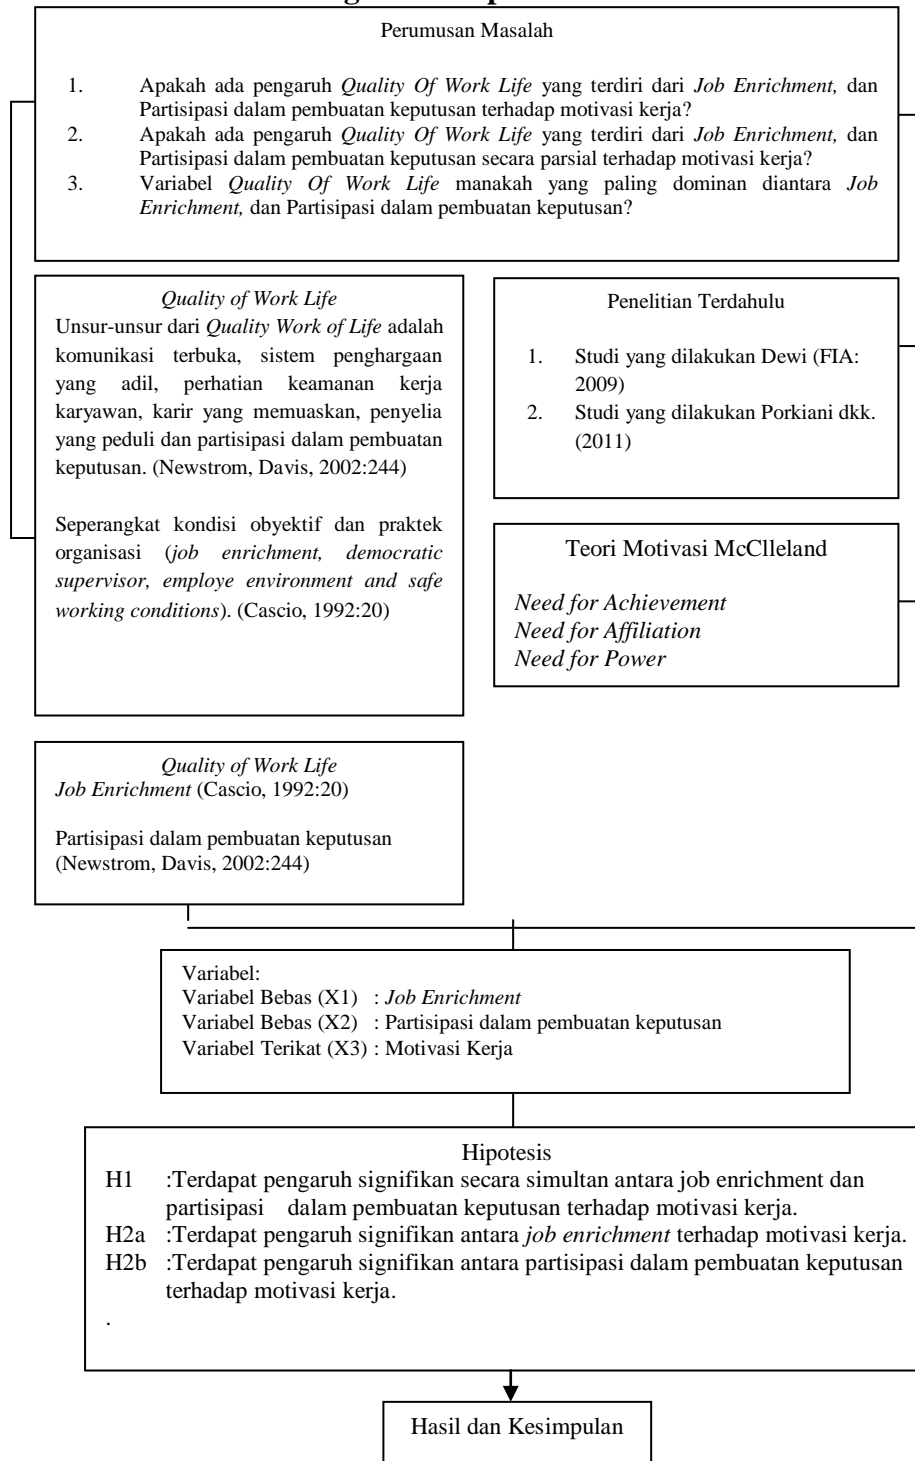 Perumusan Masalah
1. Apakah ada pengaruh Quality Of Work Life yang terdiri dari Job Enrichment, dan
Partisipasi dalam pembuatan keputusan terhadap motivasi kerja?
2. Apakah ada pengaruh Quality Of Work Life yang terdiri dari Job Enrichment, dan
Partisipasi dalam pembuatan keputusan secara parsial terhadap motivasi kerja?
3. Variabel Quality Of Work Life manakah yang paling dominan diantara Job
Enrichment, dan Partisipasi dalam pembuatan keputusan?
Quality of Work Life
Unsur-unsur dari Quality Work of Life adalah
komunikasi terbuka, sistem penghargaan
yang adil, perhatian keamanan kerja
karyawan, karir yang memuaskan, penyelia
yang peduli dan partisipasi dalam pembuatan
keputusan. (Newstrom, Davis, 2002:244)
Seperangkat kondisi obyektif dan praktek
organisasi (job enrichment, democratic
supervisor, employe environment and safe
working conditions). (Cascio, 1992:20)
Penelitian Terdahulu
1. Studi yang dilakukan Dewi (FIA:
2009)
2. Studi yang dilakukan Porkiani dkk.
(2011)
Teori Motivasi McClleland
Need for Achievement
Need for Affiliation
Need for Power
Quality of Work Life
Job Enrichment (Cascio, 1992:20)
Partisipasi dalam pembuatan keputusan
(Newstrom, Davis, 2002:244)
Variabel:
Variabel Bebas (X1) : Job Enrichment
Variabel Bebas (X2) : Partisipasi dalam pembuatan keputusan
Variabel Terikat (X3) : Motivasi Kerja
Hipotesis
H1 :Terdapat pengaruh signifikan secara simultan antara job enrichment dan
partisipasi dalam pembuatan keputusan terhadap motivasi kerja.
H2a :Terdapat pengaruh signifikan antara job enrichment terhadap motivasi kerja.
H2b :Terdapat pengaruh signifikan antara partisipasi dalam pembuatan keputusan
terhadap motivasi kerja.
.
Hasil dan Kesimpulan